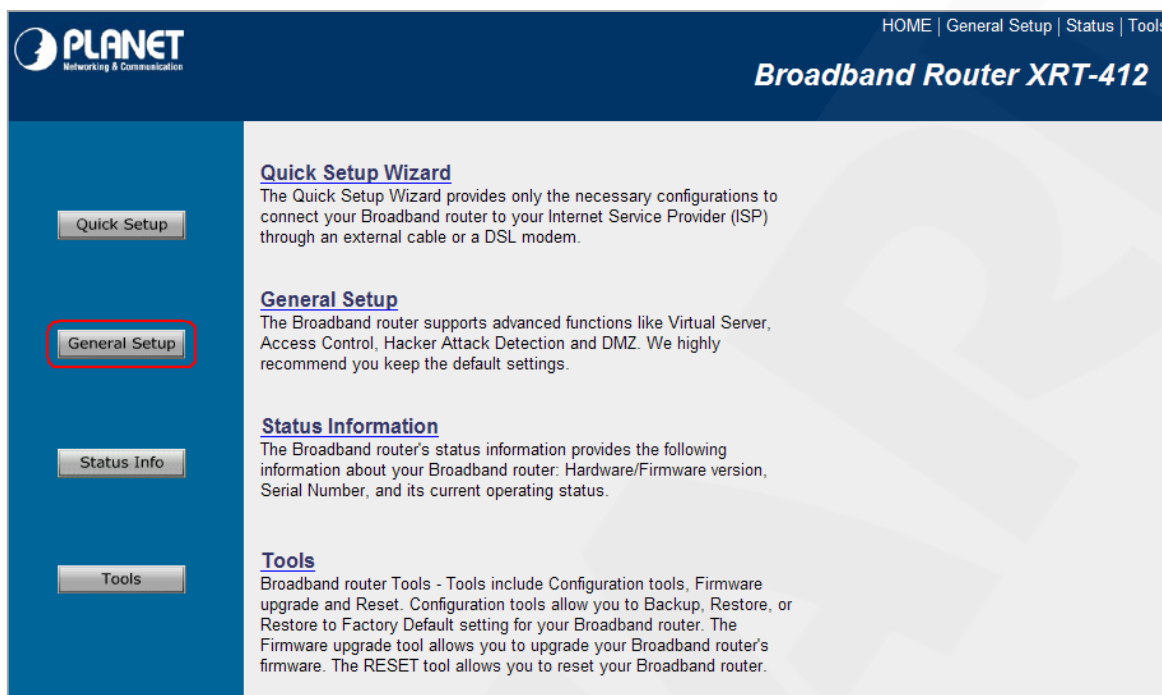 PLANET
Networking & Communication
HOME | General Setup | Status | Tools
Broadband Router XRT-412
Quick Setup
General Setup
Status Info
Tools
Quick Setup Wizard
The Quick Setup Wizard provides only the necessary configurations to
connect your Broadband router to your Internet Service Provider (ISP)
through an external cable or a DSL modem.
General Setup
The Broadband router supports advanced functions like Virtual Server,
Access Control, Hacker Attack Detection and DMZ. We highly
recommend you keep the default settings.
Status Information
The Broadband router's status information provides the following
information about your Broadband router: Hardware/Firmware version,
Serial Number, and its current operating status.
Tools
Broadband router Tools - Tools include Configuration tools, Firmware
upgrade and Reset. Configuration tools allow you to Backup, Restore, or
Restore to Factory Default setting for your Broadband router. The
Firmware upgrade tool allows you to upgrade your Broadband router's
firmware. The RESET tool allows you to reset your Broadband router.